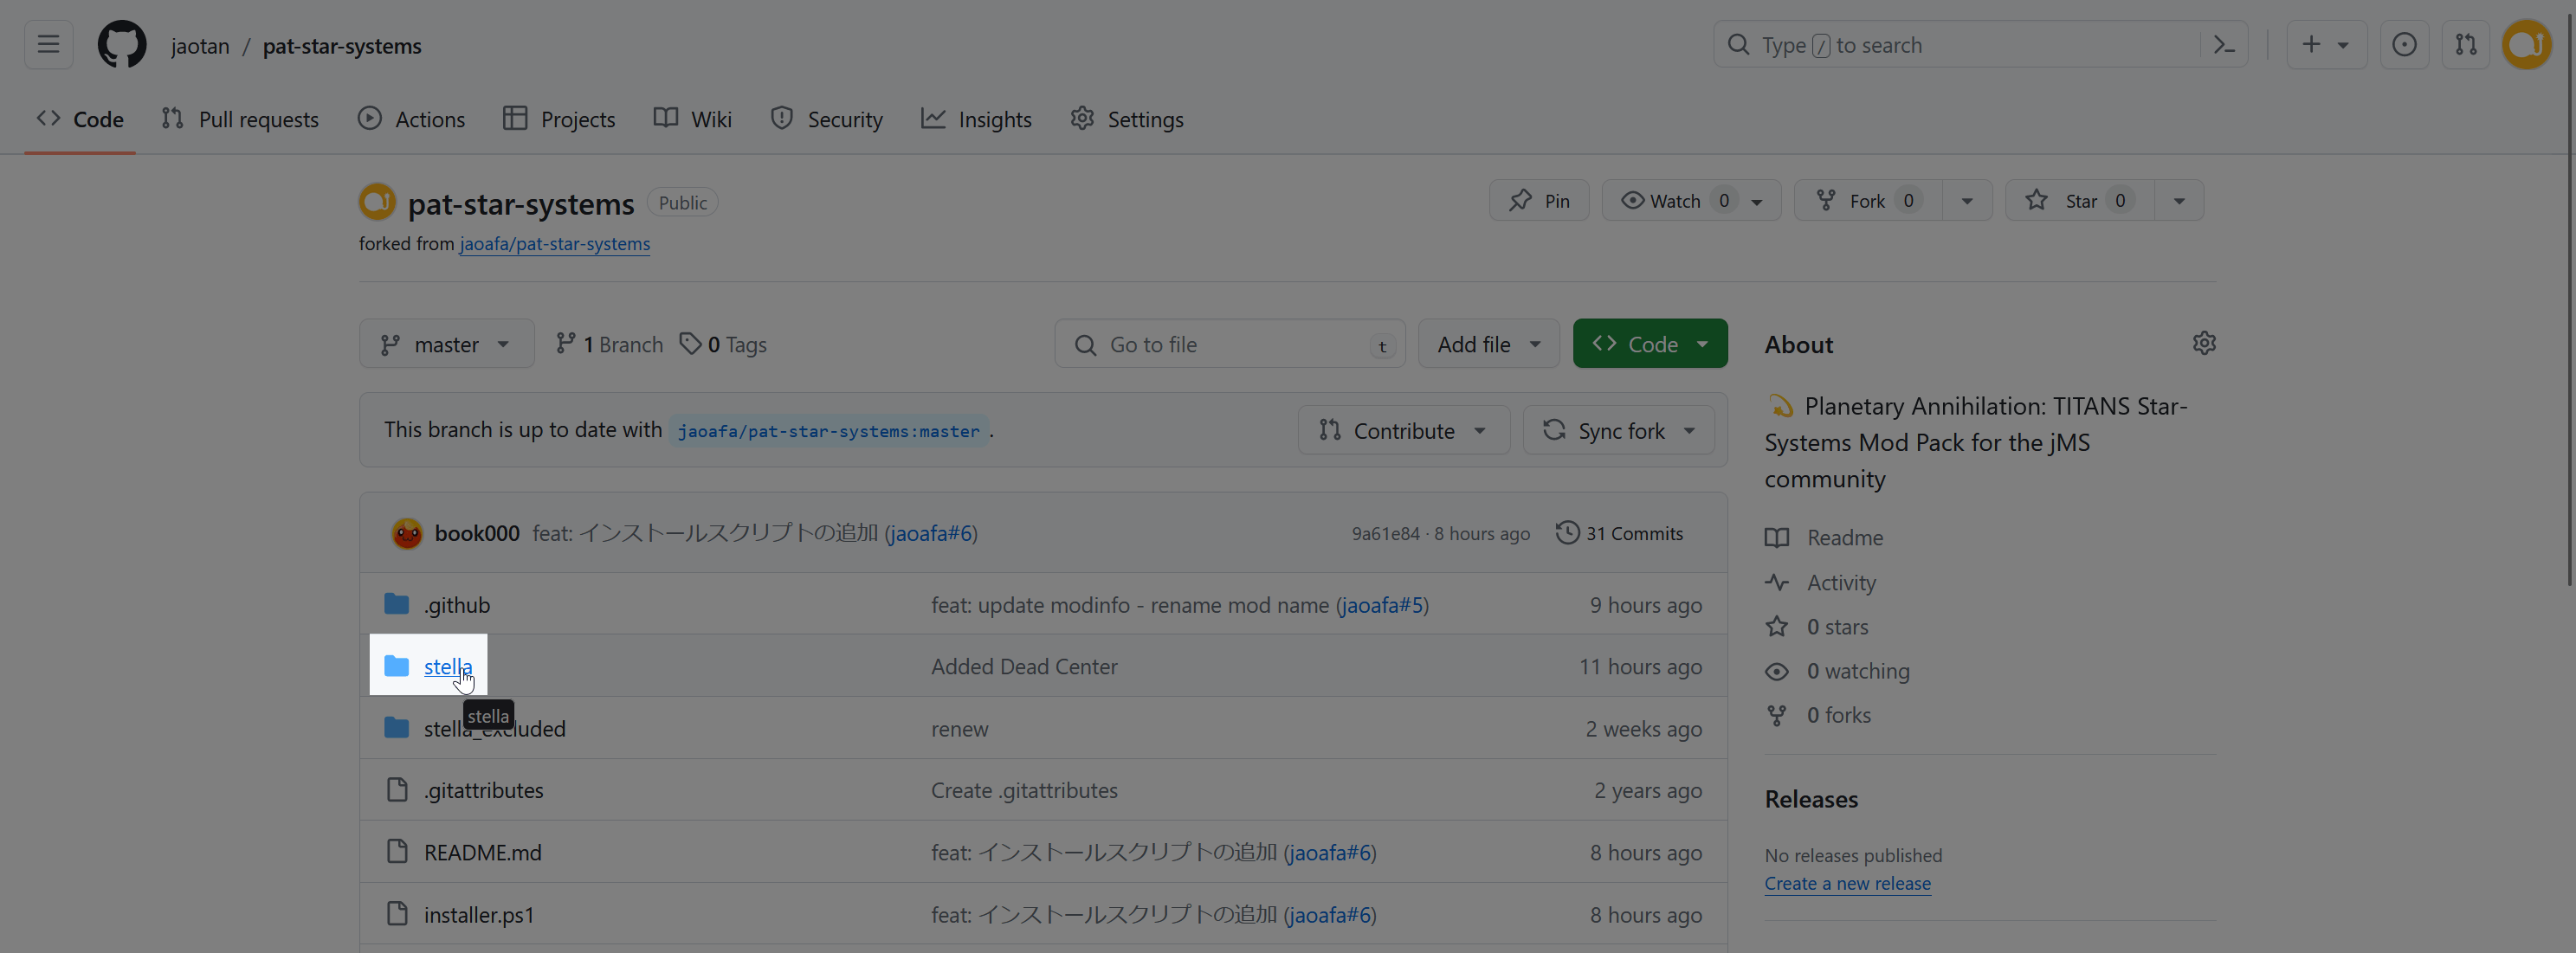 jaotan / pat-star-systems
Type / to search
Code Pull requests Actions Projects Wiki Security Insights Settings
pat-star-systems Public
Pin Watch 0 Fork 0 Star 0
forked from jaoafa/pat-star-systems
master 1 Branch 0 Tags
Go to file t Add file Code
This branch is up to date with jaoafa/pat-star-systems:master .
Contribute Sync fork
book000 feat: インストールスクリプトの追加 (jaoafa#6) 9a61e84 · 8 hours ago 31 Commits
.github feat: update modinfo - rename mod name (jaoafa#5) 9 hours ago
stella Added Dead Center 11 hours ago
stella
stella_excluded renew 2 weeks ago
.gitattributes Create .gitattributes 2 years ago
README.md feat: インストールスクリプトの追加 (jaoafa#6) 8 hours ago
installer.ps1 feat: インストールスクリプトの追加 (jaoafa#6) 8 hours ago
About
Planetary Annihilation: TITANS Star-
Systems Mod Pack for the jMS
community
Readme
Activity
0 stars
0 watching
0 forks
Releases
No releases published
Create a new release